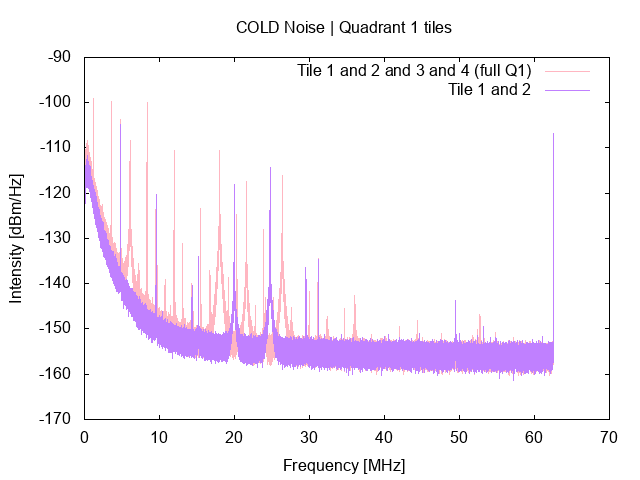 COLD Noise | Quadrant 1 tiles
Tile 1 and 2 and 3 and 4 (full Q1)
Tile 1 and 2
Intensity [dBm/Hz]
-90
-100
-110
-120
-130
-140
-150
-160
-170
0 10 20 30 40 50 60 70
Frequency [MHz]